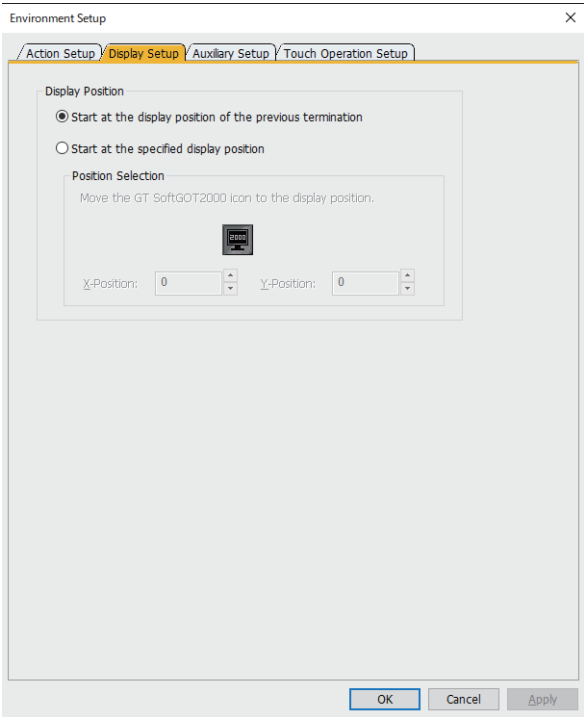 Environment Setup
Action Setup Display Setup Auxiliary Setup Touch Operation Setup
Display Position
Start at the display position of the previous termination
Start at the specified display position
Position Selection
Move the GT SoftGOT2000 icon to the display position.
2000
X-Position: 0 Y-Position: 0
OK Cancel Apply